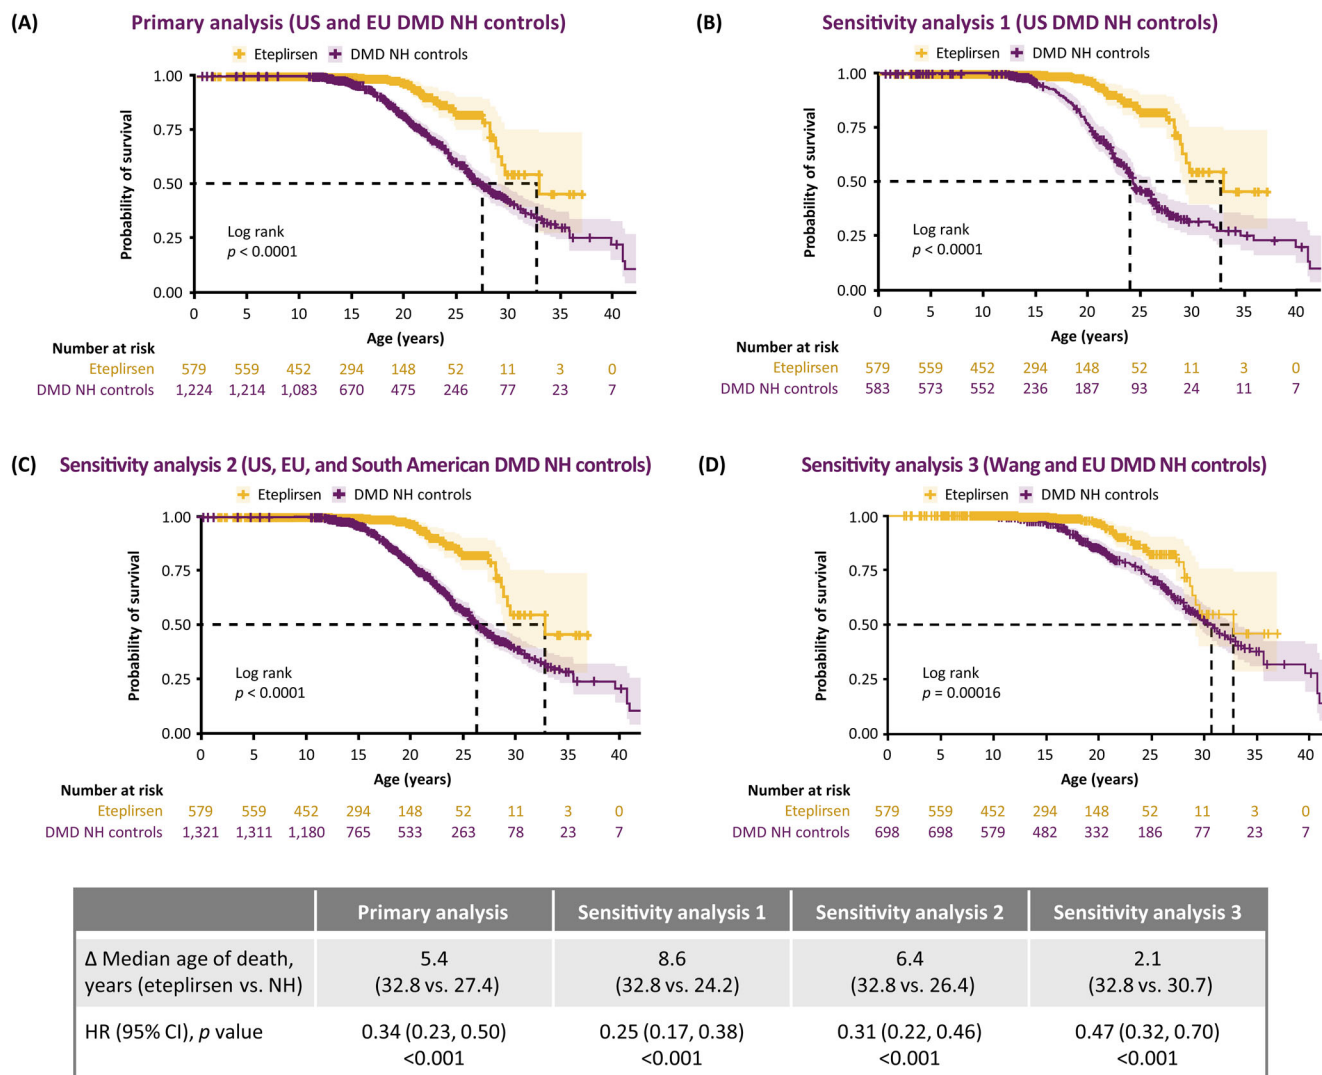 (A) Primary analysis (US and EU DMD NH controls)
Eteplirsen DMD NH controls
Probability of survival
1.00
0.75
0.50
0.25
0.00
Log rank
p < 0.0001
0 5 10 15 20 25 30 35 40
Age (years)
Number at risk
Eteplirsen 579 559 452 294 148 52 11 3 0
DMD NH controls 1,224 1,214 1,083 670 475 246 77 23 7
(B) Sensitivity analysis 1 (US DMD NH controls)
Eteplirsen DMD NH controls
Probability of survival
1.00
0.75
0.50
0.25
0.00
Log rank
p < 0.0001
0 5 10 15 20 25 30 35 40
Age (years)
Number at risk
Eteplirsen 579 559 452 294 148 52 11 3 0
DMD NH controls 583 573 552 236 187 93 24 11 7
(C) Sensitivity analysis 2 (US, EU, and South American DMD NH controls)
Eteplirsen DMD NH controls
Probability of survival
1.00
0.75
0.50
0.25
0.00
Log rank
p < 0.0001
0 5 10 15 20 25 30 35 40
Age (years)
Number at risk
Eteplirsen 579 559 452 294 148 52 11 3 0
DMD NH controls 1,321 1,311 1,180 765 533 263 78 23 7
(D) Sensitivity analysis 3 (Wang and EU DMD NH controls)
Eteplirsen DMD NH controls
Probability of survival
1.00
0.75
0.50
0.25
0.00
Log rank
p = 0.00016
0 5 10 15 20 25 30 35 40
Age (years)
Number at risk
Eteplirsen 579 559 452 294 148 52 11 3 0
DMD NH controls 698 698 579 482 332 186 77 23 7
Primary analysis Sensitivity analysis 1 Sensitivity analysis 2 Sensitivity analysis 3
Δ Median age of death, 5.4 8.6 6.4 2.1
years (eteplirsen vs. NH) (32.8 vs. 27.4) (32.8 vs. 24.2) (32.8 vs. 26.4) (32.8 vs. 30.7)
HR (95% CI), p value 0.34 (0.23, 0.50) 0.25 (0.17, 0.38) 0.31 (0.22, 0.46) 0.47 (0.32, 0.70)
<0.001 <0.001 <0.001 <0.001